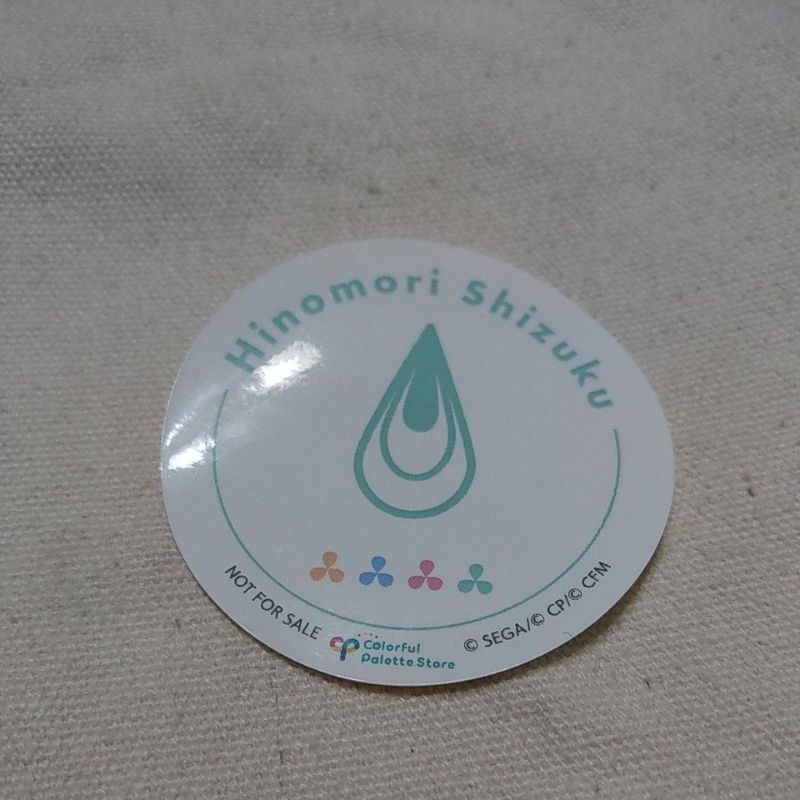 Hinomori Shizuku
NOT FOR SALE
Colorful
Palette Store
© SEGA/© CP/© CFM